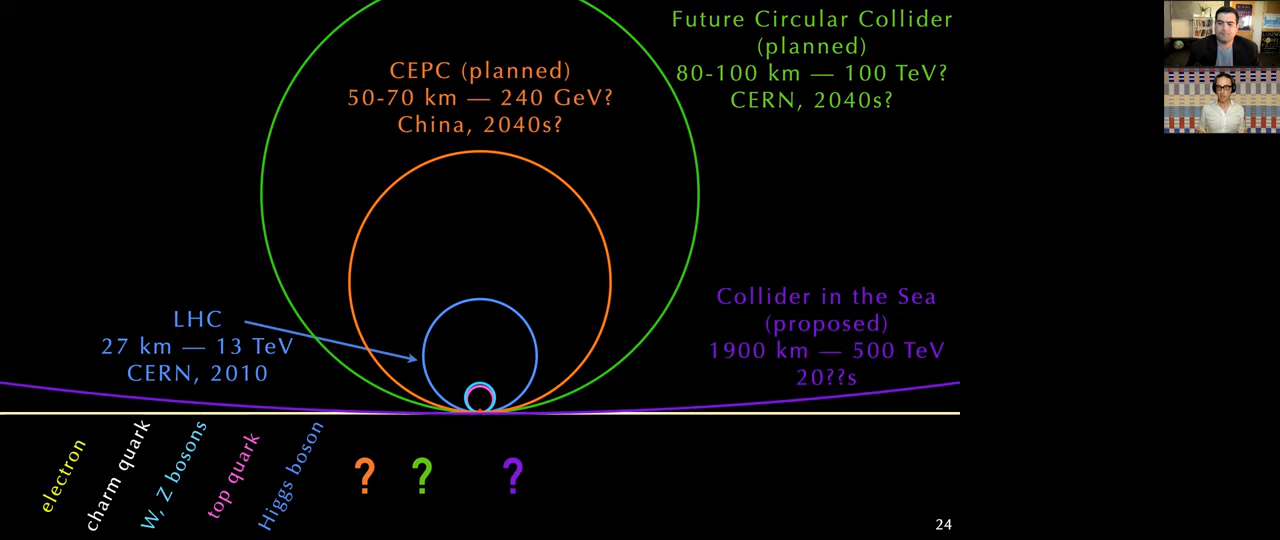 Future Circular Collider
(planned)
80-100 km — 100 TeV?
CERN, 2040s?
CEPC (planned)
50-70 km — 240 GeV?
China, 2040s?
LHC
27 km — 13 TeV
CERN, 2010
Collider in the Sea
(proposed)
1900 km — 500 TeV
20??s
electron
charm quark
W, Z bosons
top quark
Higgs boson
?
?
?
24